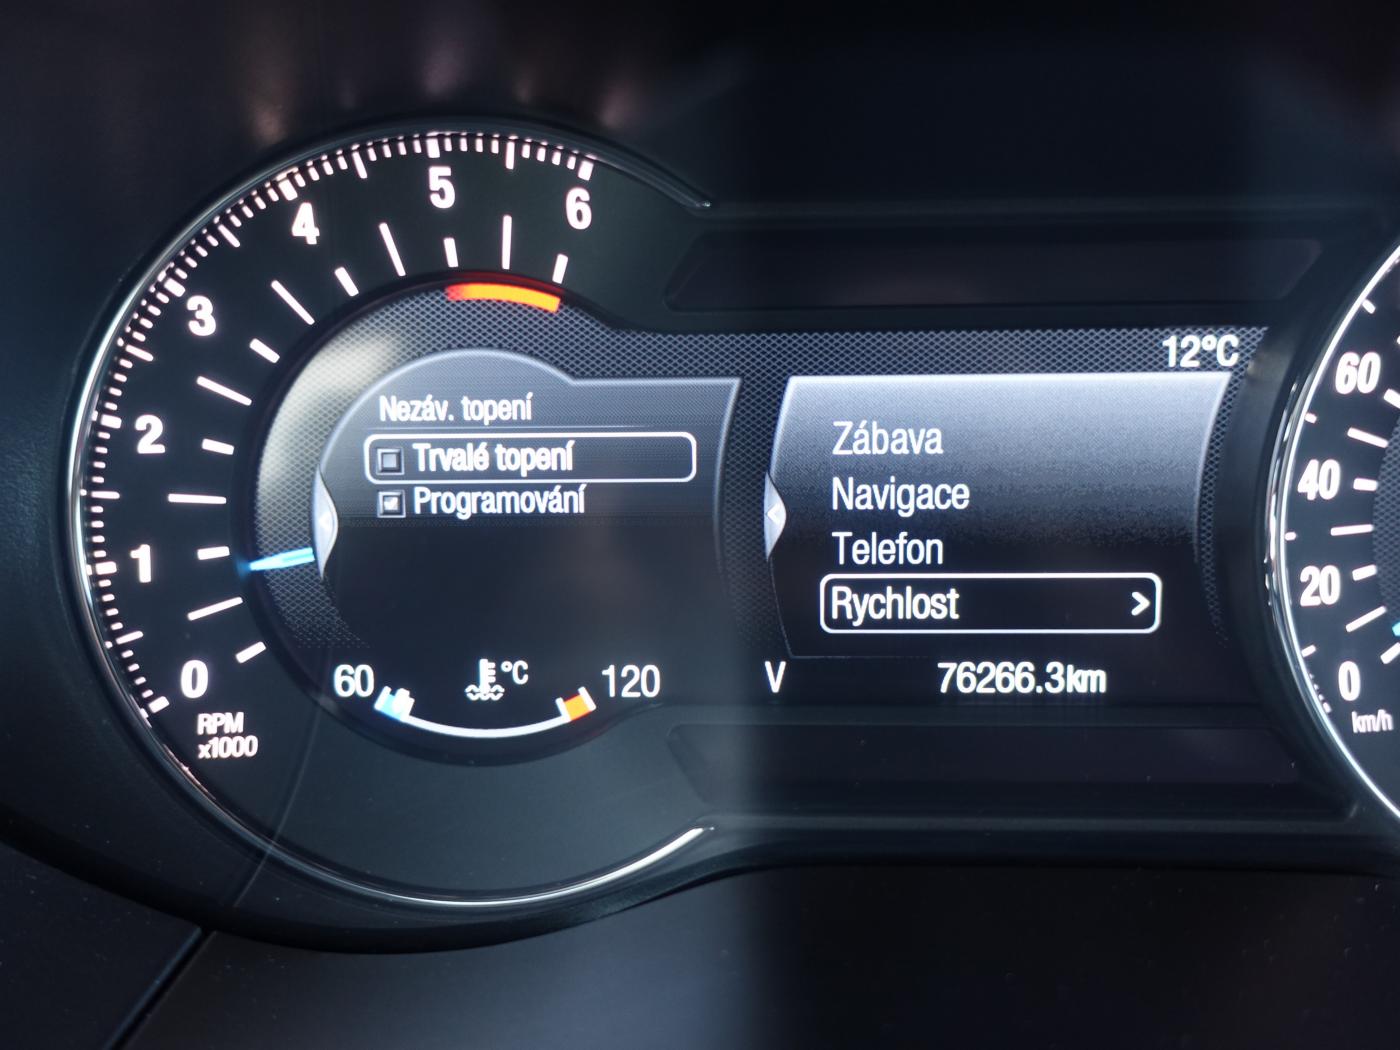 6
5
4
3
2
1
0
RPM
x1000
Nezáv. topení
Trvalé topení
Programování
60
°C
120
12°C
Zábava
Navigace
Telefon
Rychlost >
V 76266.3km
60
40
20
0
km/h